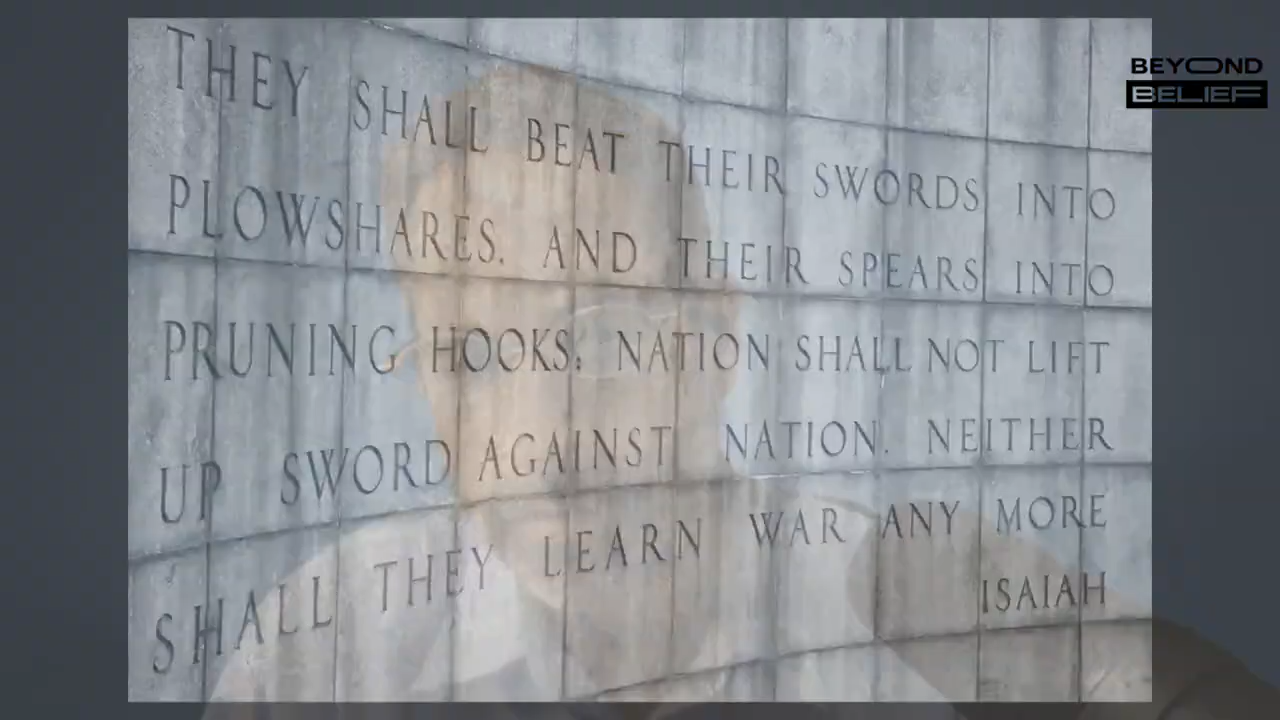 BEYOND
BELIEF
THEY SHALL BEAT THEIR SWORDS INTO
PLOWSHARES. AND THEIR SPEARS INTO
PRUNING HOOKS: NATION SHALL NOT LIFT
UP SWORD AGAINST NATION. NEITHER
SHALL THEY LEARN WAR ANY MORE
ISAIAH